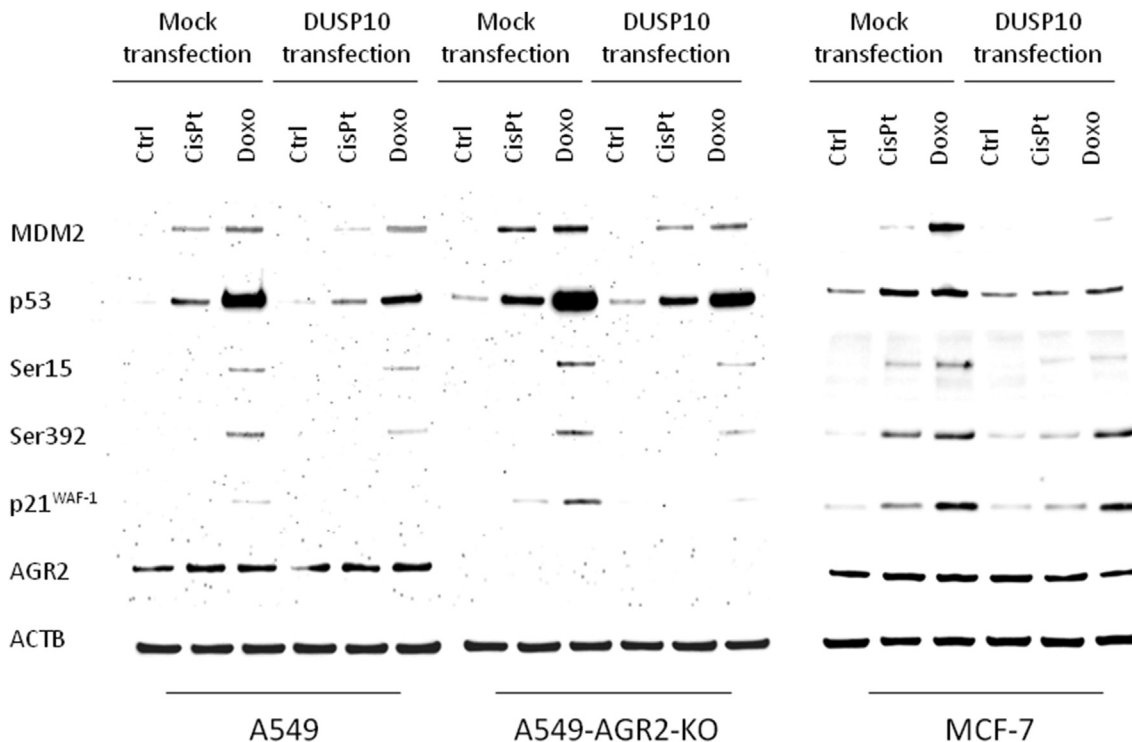 Mock DUSP10 Mock DUSP10 Mock DUSP10
transfection transfection transfection transfection transfection transfection
Ctrl CisPt Doxo Ctrl CisPt Doxo Ctrl CisPt Doxo Ctrl CisPt Doxo Ctrl CisPt Doxo Ctrl CisPt Doxo
MDM2
p53
Ser15
Ser392
p21WAF-1
AGR2
ACTB
A549 A549-AGR2-KO MCF-7